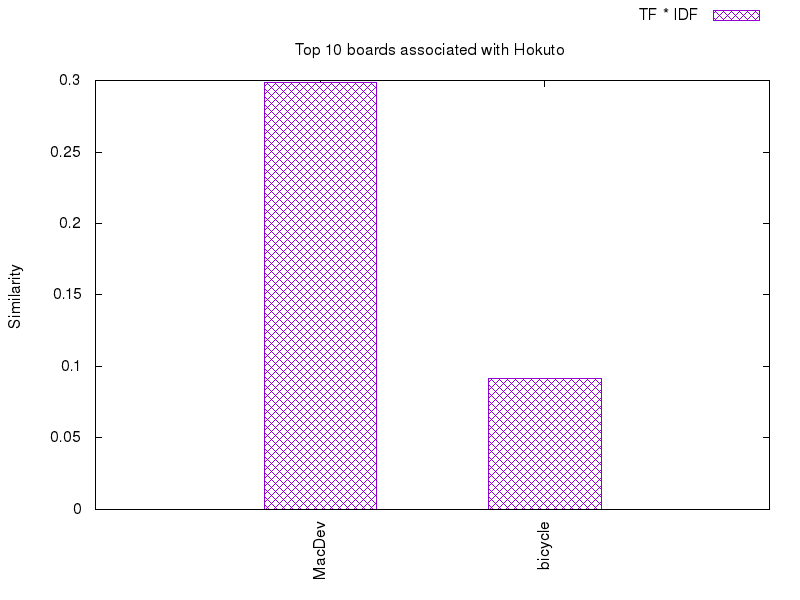 TF * IDF
Top 10 boards associated with Hokuto
0.3
0.25
0.2
0.15
0.1
0.05
0
Similarity
MacDev
bicycle